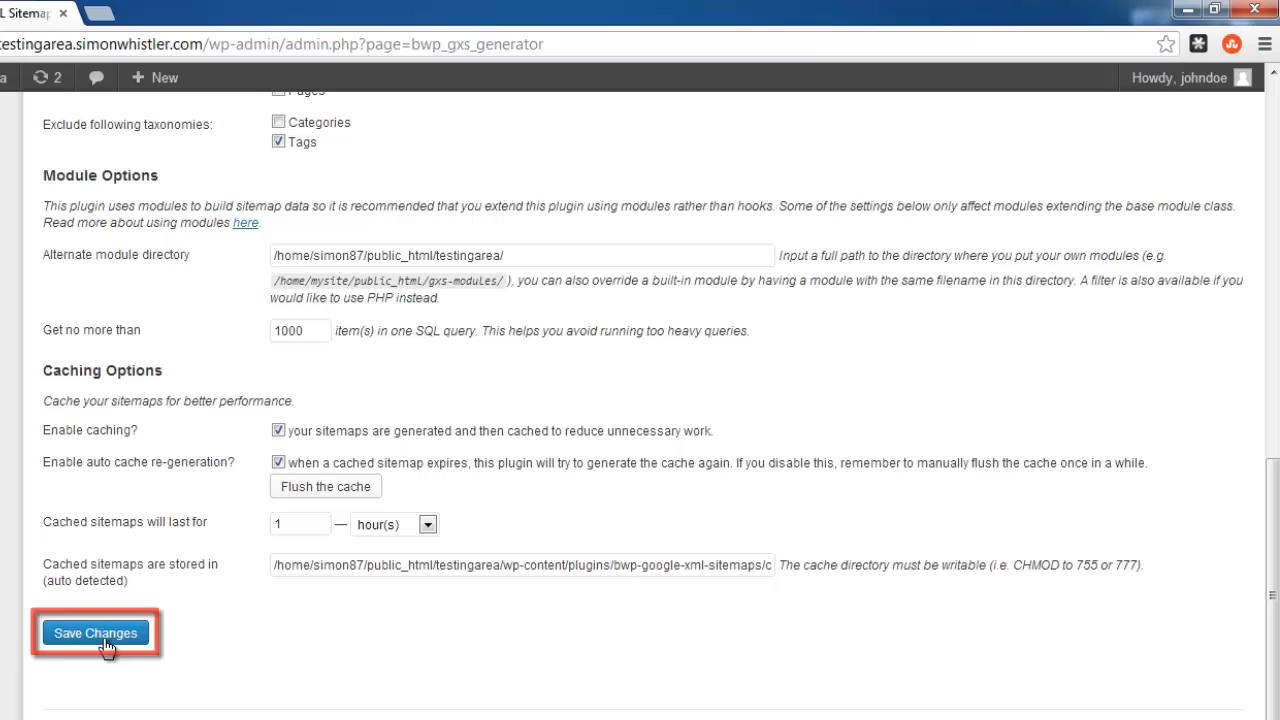 L Sitemap
testingarea.simonwhistler.com/wp-admin/admin.php?page=bwp_gxs_generator
a 2 New Howdy, johndoe
Pages
Exclude following taxonomies: Categories
Tags
Module Options
This plugin uses modules to build sitemap data so it is recommended that you extend this plugin using modules rather than hooks. Some of the settings below only affect modules extending the base module class.
Read more about using modules here.
Alternate module directory /home/simon87/public_html/testingarea/ Input a full path to the directory where you put your own modules (e.g.
/home/mysite/public_html/gxs-modules/ ), you can also override a built-in module by having a module with the same filename in this directory. A filter is also available if you
would like to use PHP instead.
Get no more than 1000 item(s) in one SQL query. This helps you avoid running too heavy queries.
Caching Options
Cache your sitemaps for better performance.
Enable caching? your sitemaps are generated and then cached to reduce unnecessary work.
Enable auto cache re-generation? when a cached sitemap expires, this plugin will try to generate the cache again. If you disable this, remember to manually flush the cache once in a while.
Flush the cache
Cached sitemaps will last for 1 — hour(s)
Cached sitemaps are stored in /home/simon87/public_html/testingarea/wp-content/plugins/bwp-google-xml-sitemaps/c The cache directory must be writable (i.e. CHMOD to 755 or 777).
(auto detected)
Save Changes